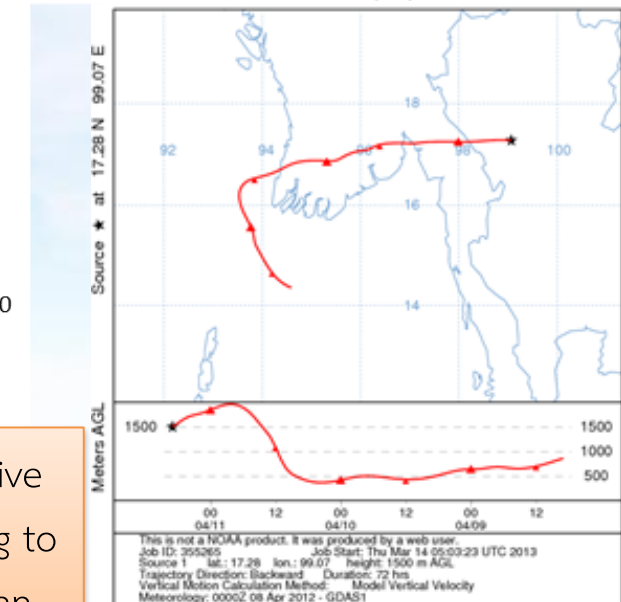 Source ★ at 17.28 N 99.07 E
18
92
94
96
98
100
16
14
0
ive
g to
Meters AGL
1500
1500
1000
500
00
12
00
12
00
12
04/11
04/10
04/09
This is not a NOAA product. It was produced by a web user.
Job ID: 355265 Job Start: Thu Mar 14 05:03:23 UTC 2013
Source 1 lat.: 17.28 lon.: 99.07 height: 1500 m AGL
Trajectory Direction: Backward Duration: 72 hrs
Vertical Motion Calculation Method: Model Vertical Velocity
Meteorology: 0000Z 08 Apr 2012 - GDAS1